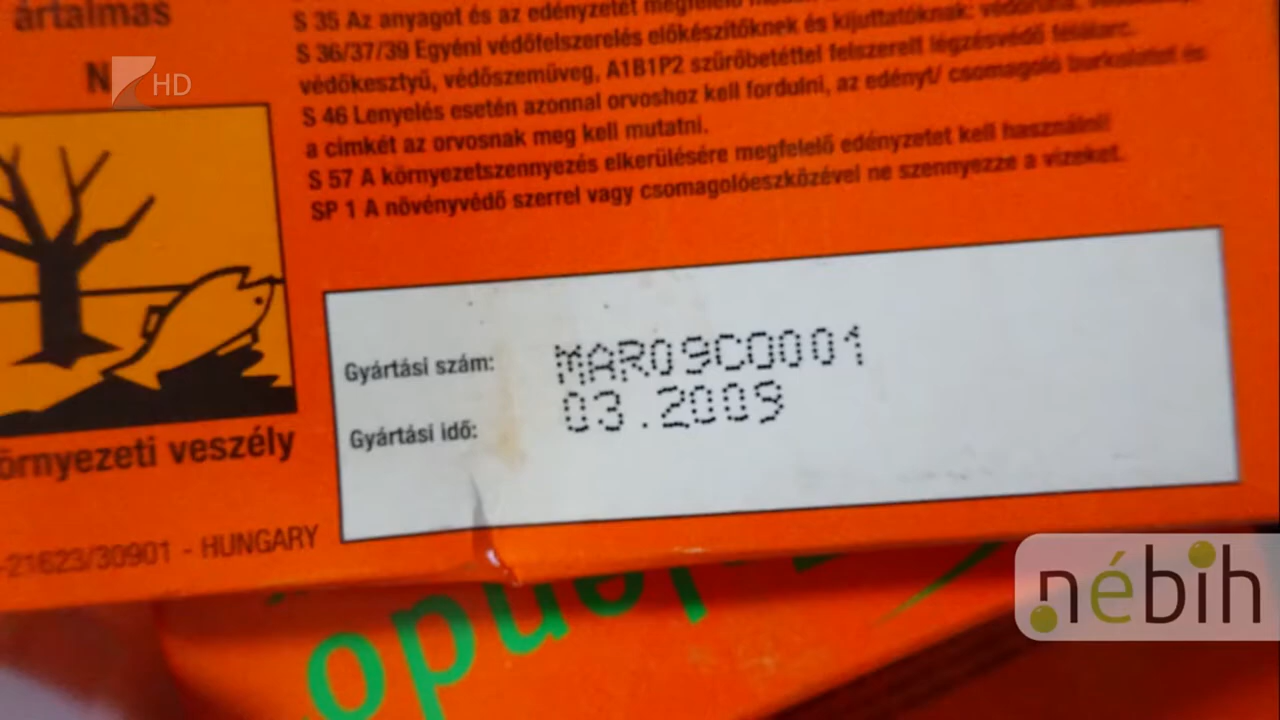 ártalmas
N
HD
S 35 Az anyagot és az edényzetet
S 36/37/39 Egyéni védőfelszerelés előkészítőknek és kijuttatóknak: védőruha,
védőkesztyű, védőszemüveg, A1B1P2 szűrőbetéttel felszerelt légzésvédő félálarc.
S 46 Lenyelés esetén azonnal orvoshoz kell fordulni, az edényt/ csomagoló burkolatot és
a címkét az orvosnak meg kell mutatni.
S 57 A környezetszennyezés elkerülésére megfelelő edényzetet kell használni!
SP 1 A növényvédő szerrel vagy csomagolóeszközével ne szennyezze a vizeket.
Gyártási szám: MAR09C0001
Gyártási idő: 03.2009
örnyezeti veszély
-21623/30901 - HUNGARY
nébih